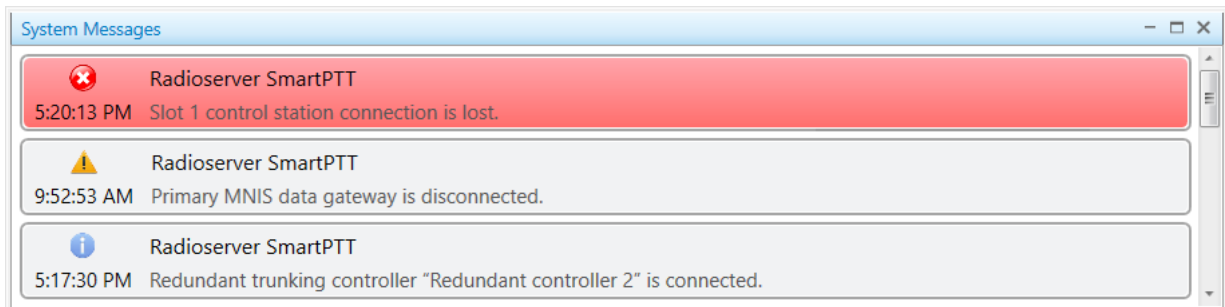 System Messages
Radioserver SmartPTT
5:20:13 PM Slot 1 control station connection is lost.
Radioserver SmartPTT
9:52:53 AM Primary MNIS data gateway is disconnected.
Radioserver SmartPTT
5:17:30 PM Redundant trunking controller “Redundant controller 2” is connected.